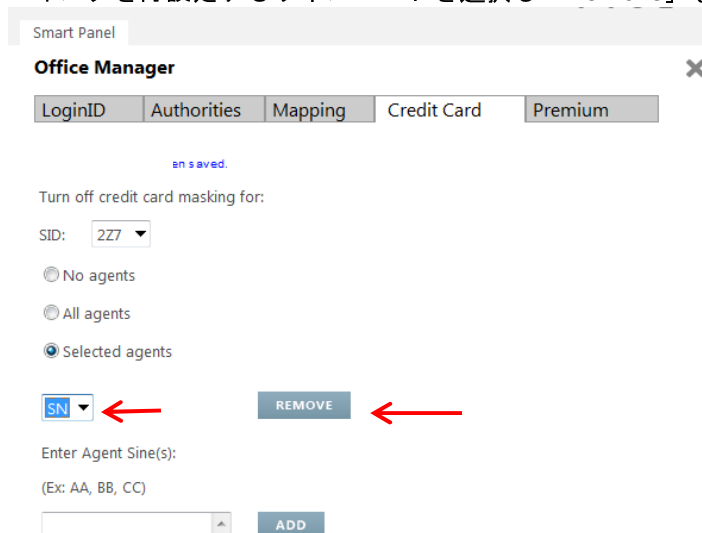 Smart Panel
Office Manager
LoginID Authorities Mapping Credit Card Premium
en saved.
Turn off credit card masking for:
SID: 2Z7
No agents
All agents
Selected agents
SN REMOVE
Enter Agent Sine(s):
(Ex: AA, BB, CC)
ADD